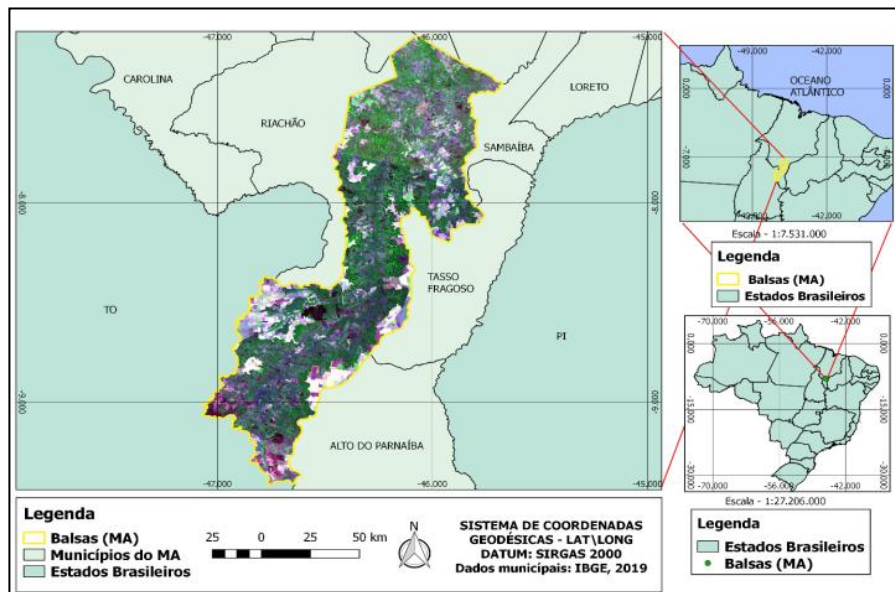 -47.000
-46.000
-45.000
CAROLINA
RIACHÃO
LORETO
SAMBAÍBA
-8.000
-8.000
TASSO
FRAGOSO
TO
PI
-9.000
-9.000
ALTO DO PARNAÍBA
-47.000
-46.000
-45.000
Legenda
Balsas (MA)
Municípios do MA
Estados Brasileiros
25 0 25 50 km
N
SISTEMA DE COORDENADAS
GEODÉSICAS - LAT\LONG
DATUM: SIRGAS 2000
Dados municípais: IBGE, 2019
-49.000
-42.000
OCEANO
ATLÂNTICO
0.000
0.000
-7.000
-49.000
-42.000
Escala - 1:7.531.000
Legenda
Balsas (MA)
Estados Brasileiros
-70.000
-56.000
-42.000
0.000
0.000
-15.000
-15.000
-30.000
-30.000
-70.000
-56.000
-42.000
Escala - 1:27.206.000
Legenda
Estados Brasileiros
Balsas (MA)